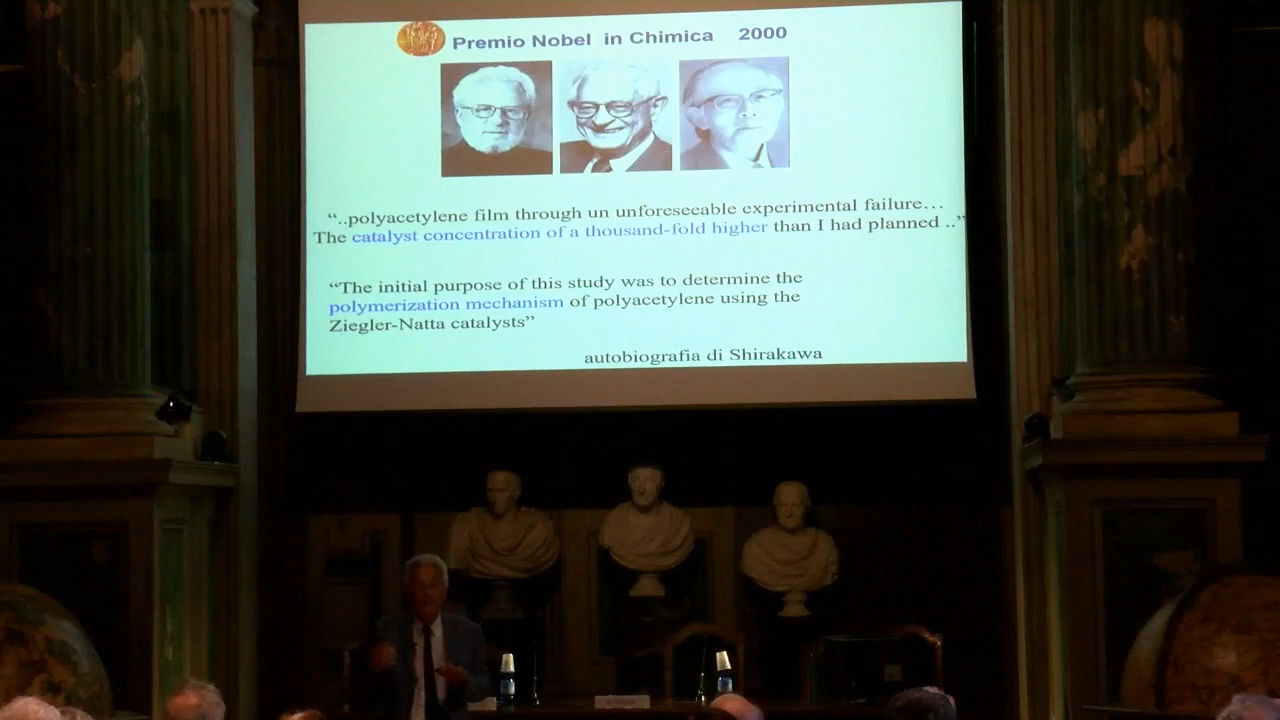 Premio Nobel in Chimica 2000
“..polyacetylene film through un unforeseeable experimental failure…
The catalyst concentration of a thousand-fold higher than I had planned ..”
“The initial purpose of this study was to determine the
polymerization mechanism of polyacetylene using the
Ziegler-Natta catalysts”
autobiografia di Shirakawa